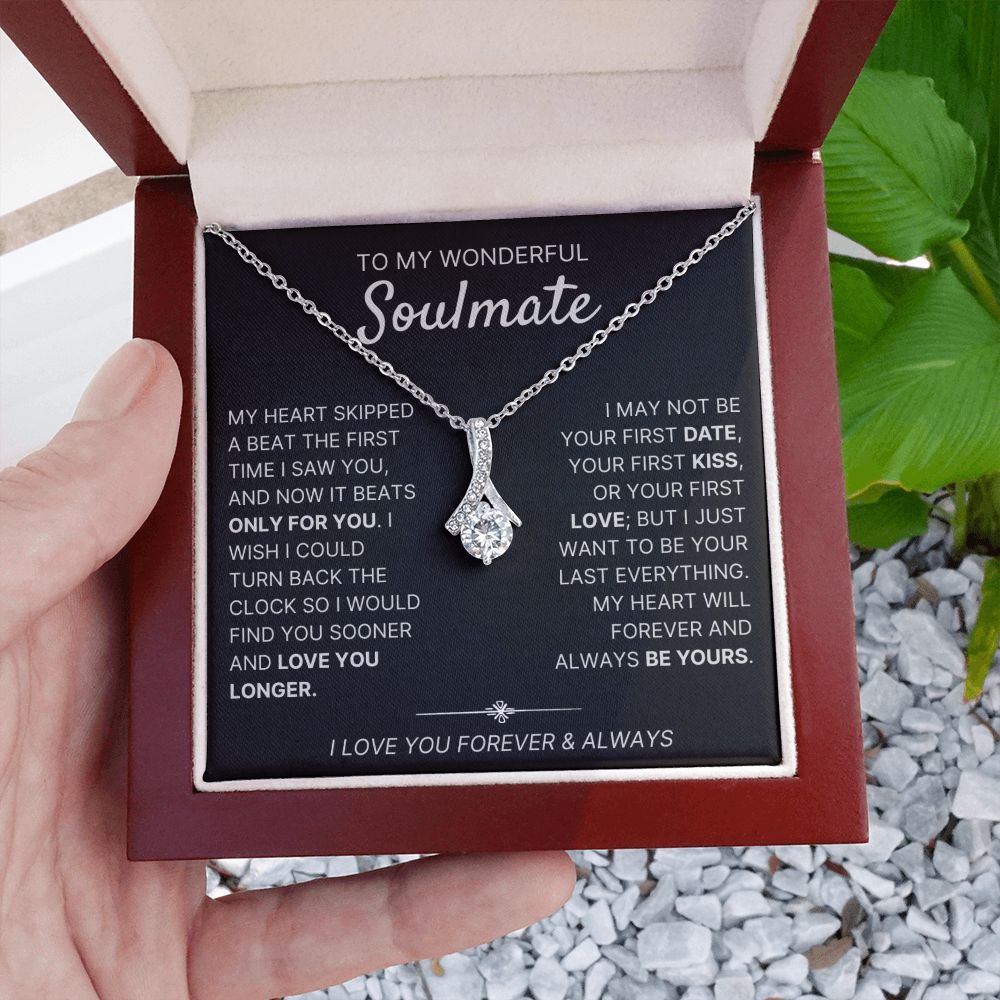 TO MY WONDERFUL
Soulmate
MY HEART SKIPPED
A BEAT THE FIRST
TIME I SAW YOU,
AND NOW IT BEATS
ONLY FOR YOU. I
WISH I COULD
TURN BACK THE
CLOCK SO I WOULD
FIND YOU SOONER
AND LOVE YOU
LONGER.
I MAY NOT BE
YOUR FIRST DATE,
YOUR FIRST KISS,
OR YOUR FIRST
LOVE; BUT I JUST
WANT TO BE YOUR
LAST EVERYTHING.
MY HEART WILL
FOREVER AND
ALWAYS BE YOURS.
I LOVE YOU FOREVER & ALWAYS